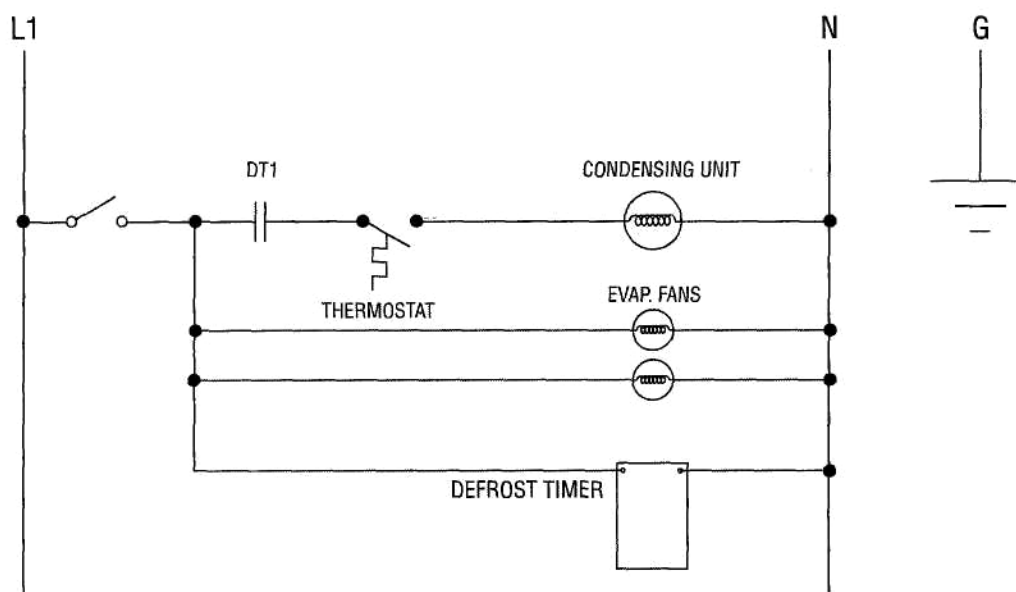 L1
N
G
DT1
CONDENSING UNIT
THERMOSTAT
EVAP. FANS
DEFROST TIMER